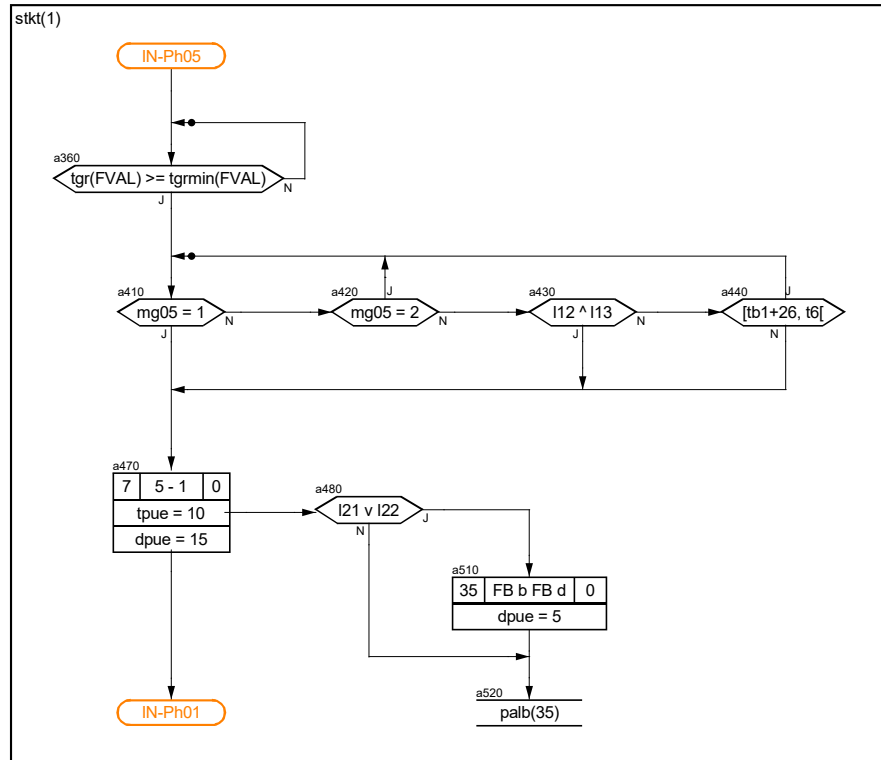 stkt(1)
IN-Ph05
a360
tgr(FVAL) >= tgrmin(FVAL)
N
J
a410
mg05 = 1
N
J
a420
mg05 = 2
J
N
a430
l12 ^ l13
N
J
a440
[tb1+26, t6[
J
N
a470
7 5 - 1 0
tpue = 10
dpue = 15
a480
l21 v l22
J
N
a510
35 FB b FB d 0
dpue = 5
IN-Ph01
a520
palb(35)